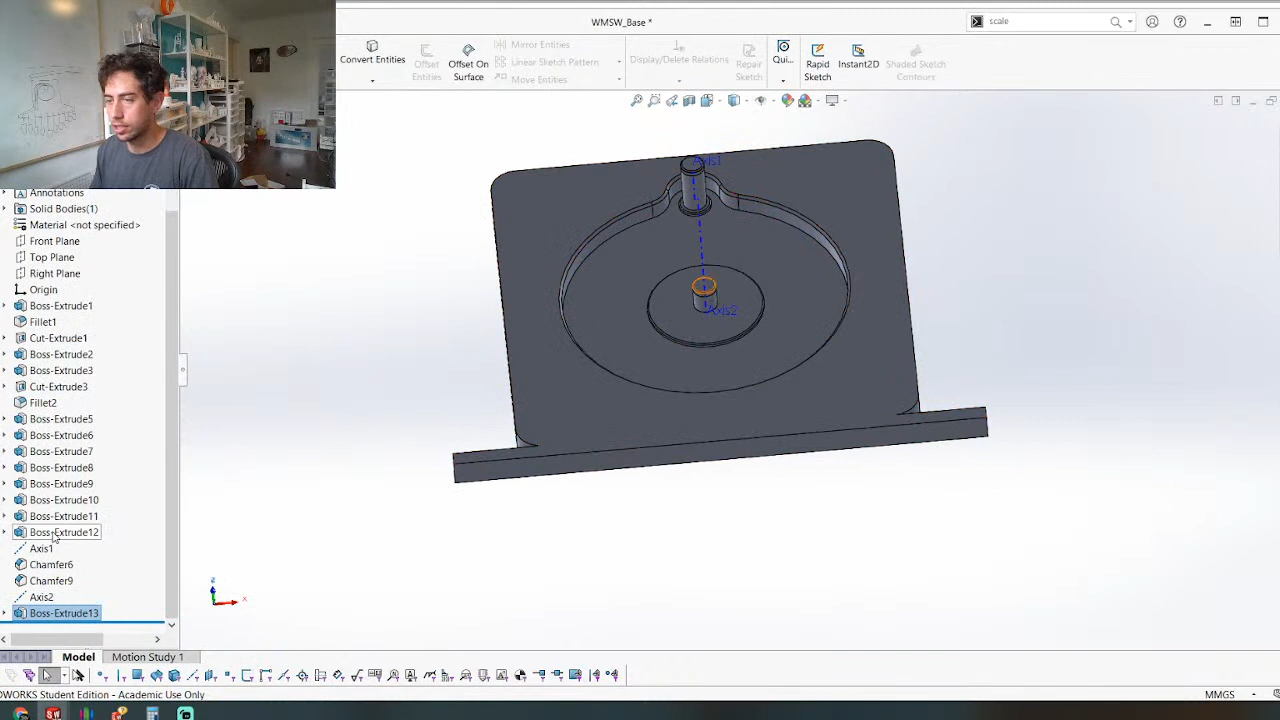 WMSW_Base *
scale
Convert Entities
Offset Entities
Offset On Surface
Mirror Entities
Linear Sketch Pattern
Move Entities
Display/Delete Relations
Repair Sketch
Qui...
Rapid Sketch
Instant2D
Shaded Sketch Contours
Annotations
Solid Bodies(1)
Material <not specified>
Front Plane
Top Plane
Right Plane
Origin
Boss-Extrude1
Fillet1
Cut-Extrude1
Boss-Extrude2
Boss-Extrude3
Cut-Extrude3
Fillet2
Boss-Extrude5
Boss-Extrude6
Boss-Extrude7
Boss-Extrude8
Boss-Extrude9
Boss-Extrude10
Boss-Extrude11
Boss-Extrude12
Axis1
Chamfer6
Chamfer9
Axis2
Boss-Extrude13
Axis1
Axis2
z
x
Model
Motion Study 1
DWORKS Student Edition - Academic Use Only
MMGS